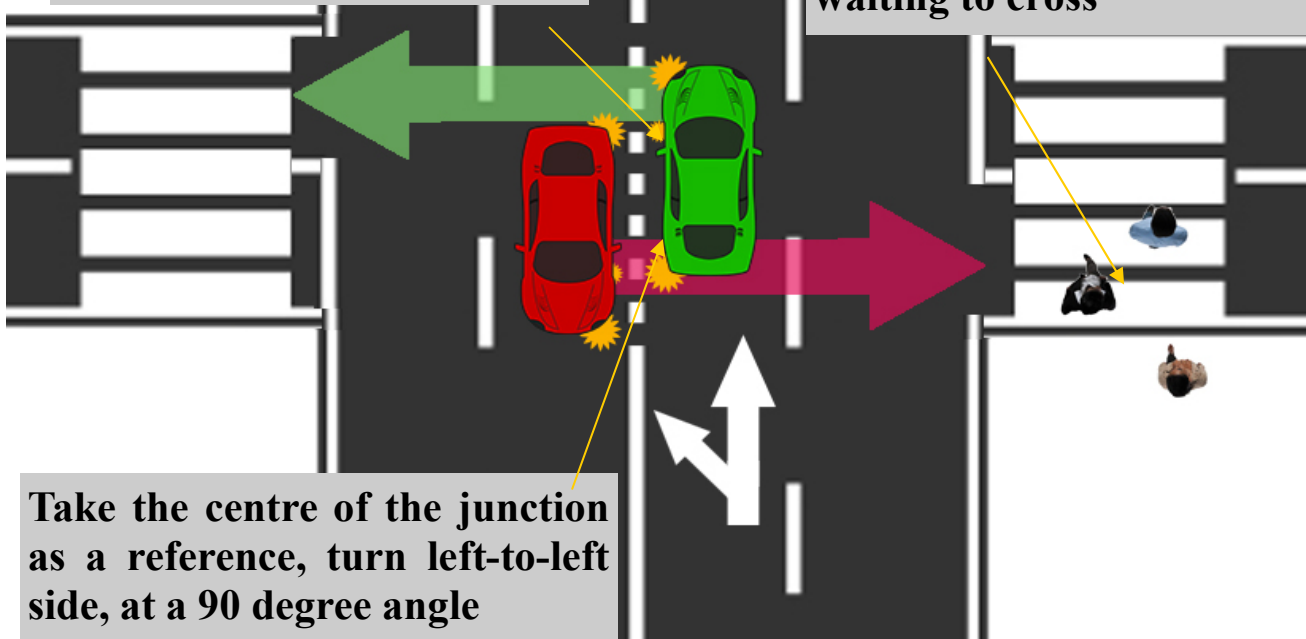 waiting to cross
Take the centre of the junction
as a reference, turn left-to-left
side, at a 90 degree angle